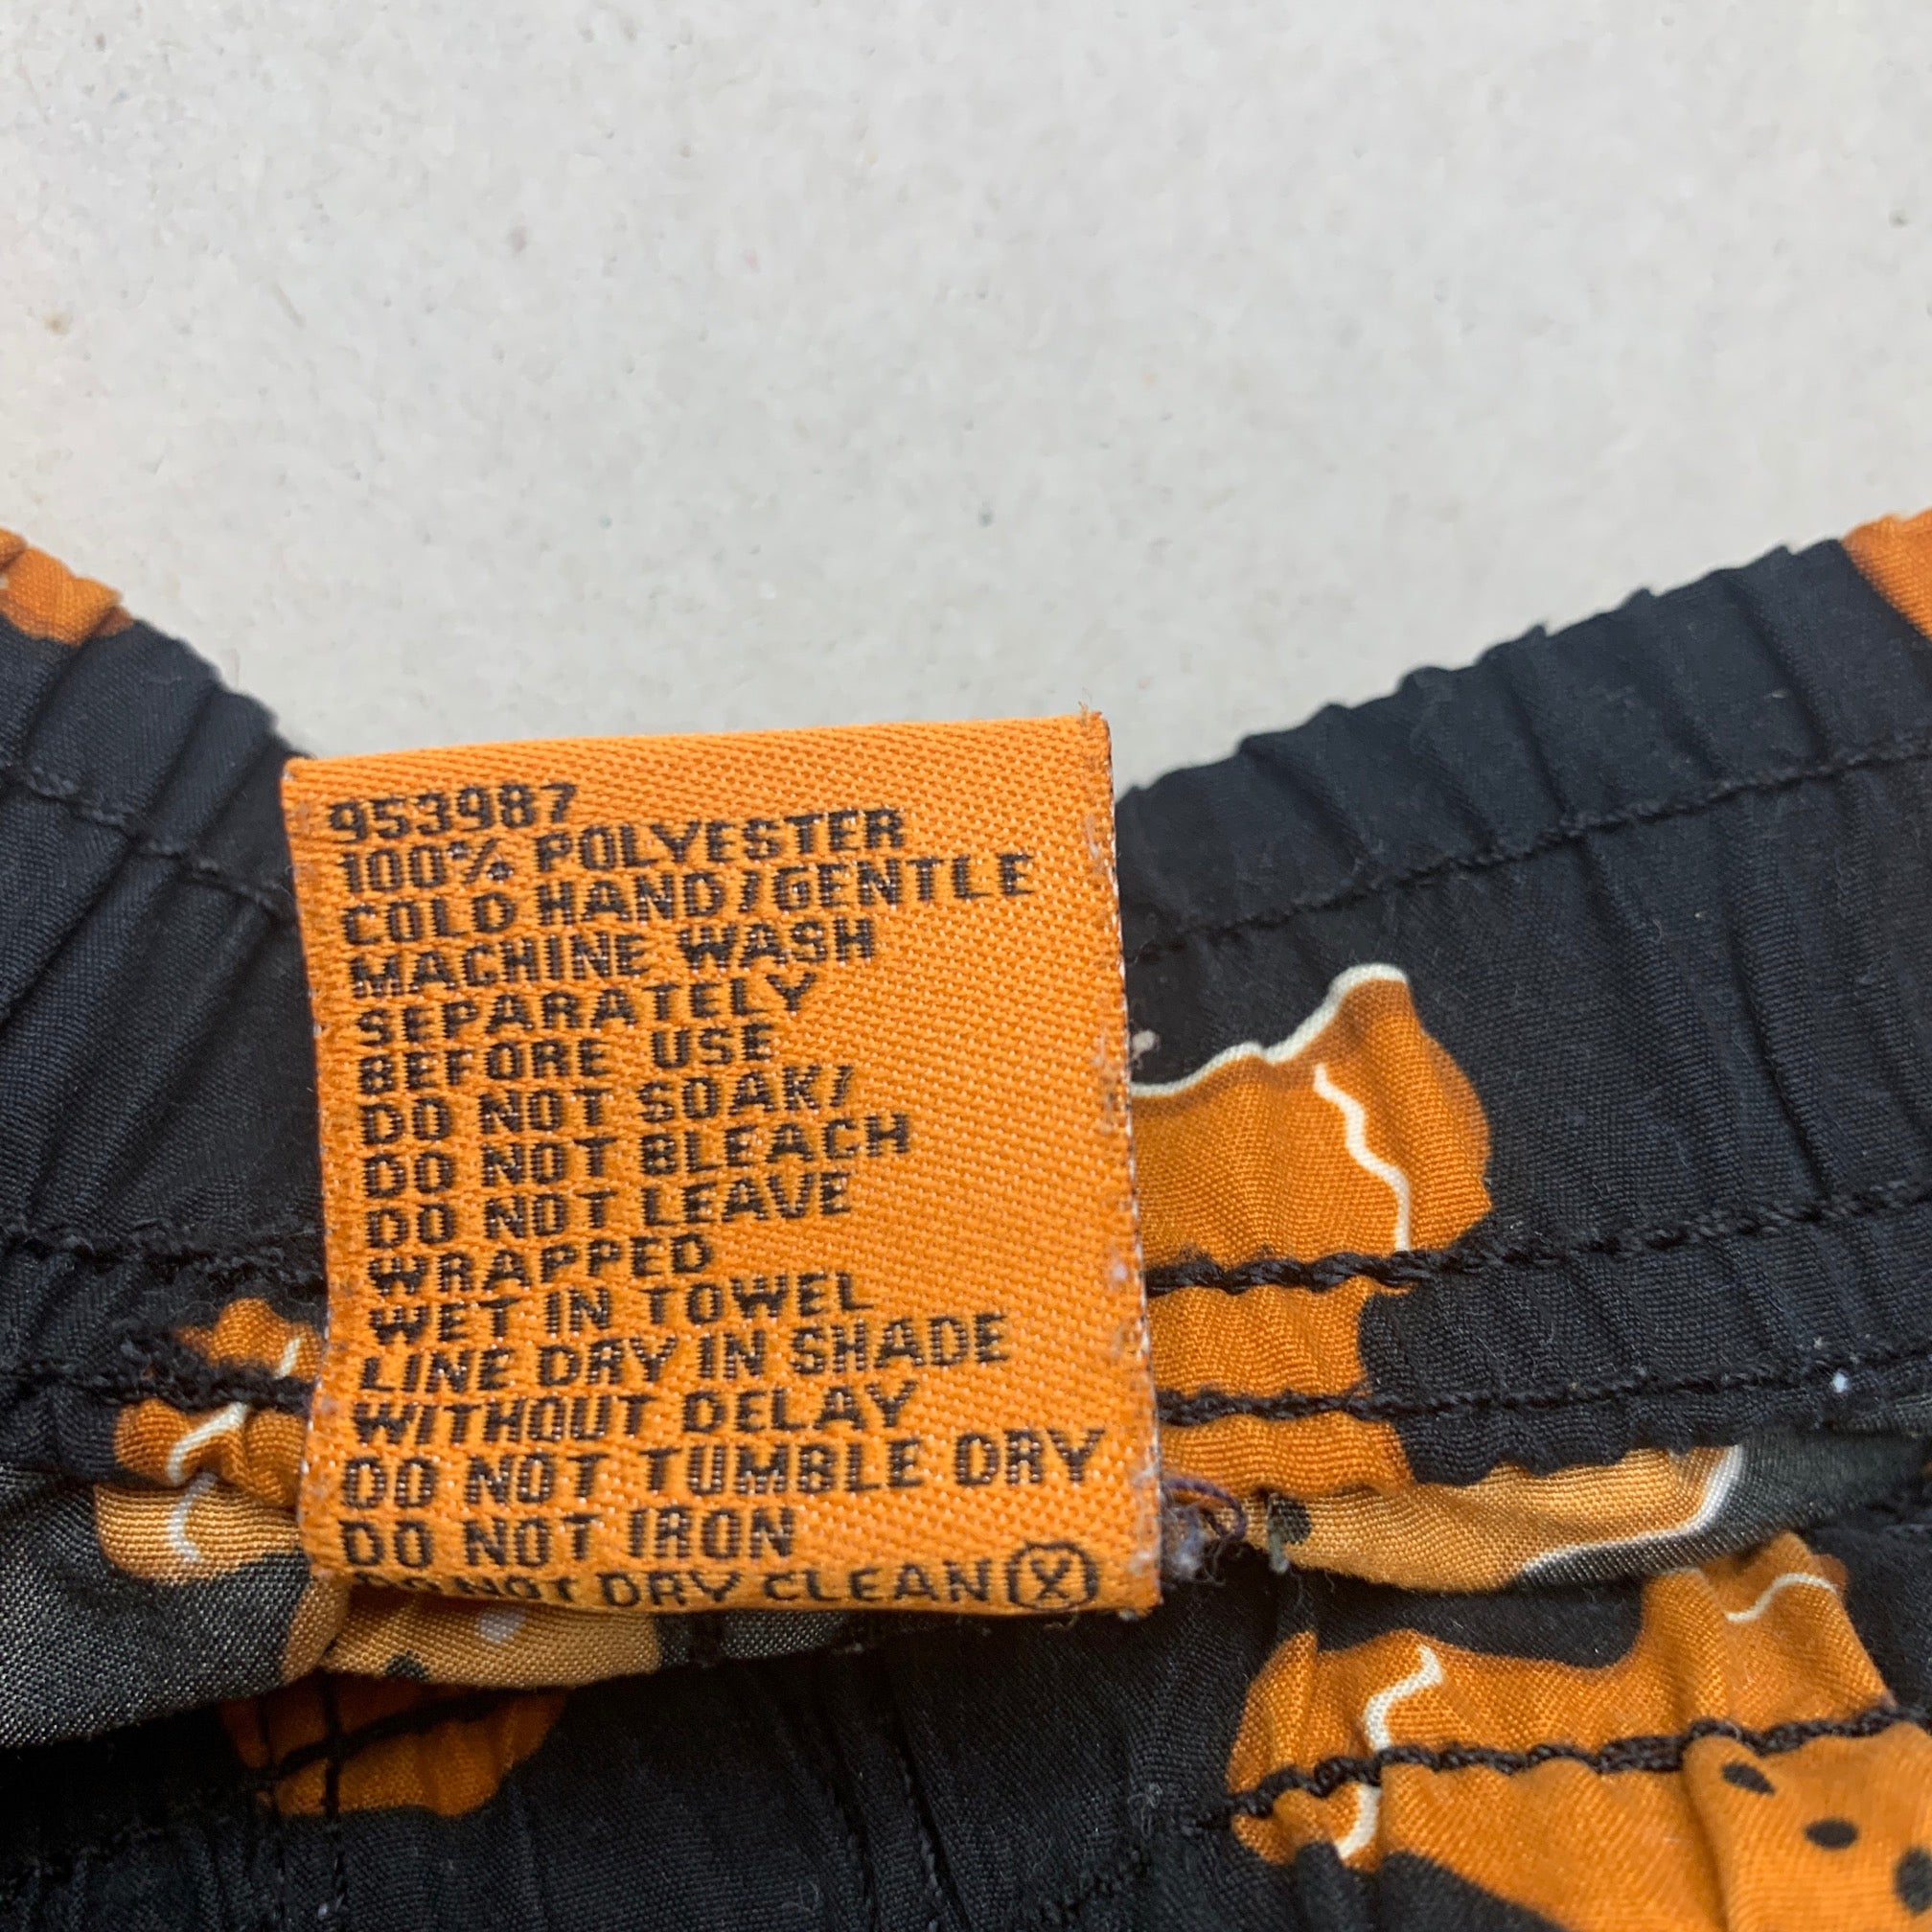 953987
100% POLYESTER
COLD HAND/GENTLE
MACHINE WASH
SEPARATELY
BEFORE USE
DO NOT SOAK/
DO NOT BLEACH
DO NOT LEAVE
WRAPPED
WET IN TOWEL
LINE DRY IN SHADE
WITHOUT DELAY
DO NOT TUMBLE DRY
DO NOT IRON
DO NOT DRY CLEAN Ⓧ